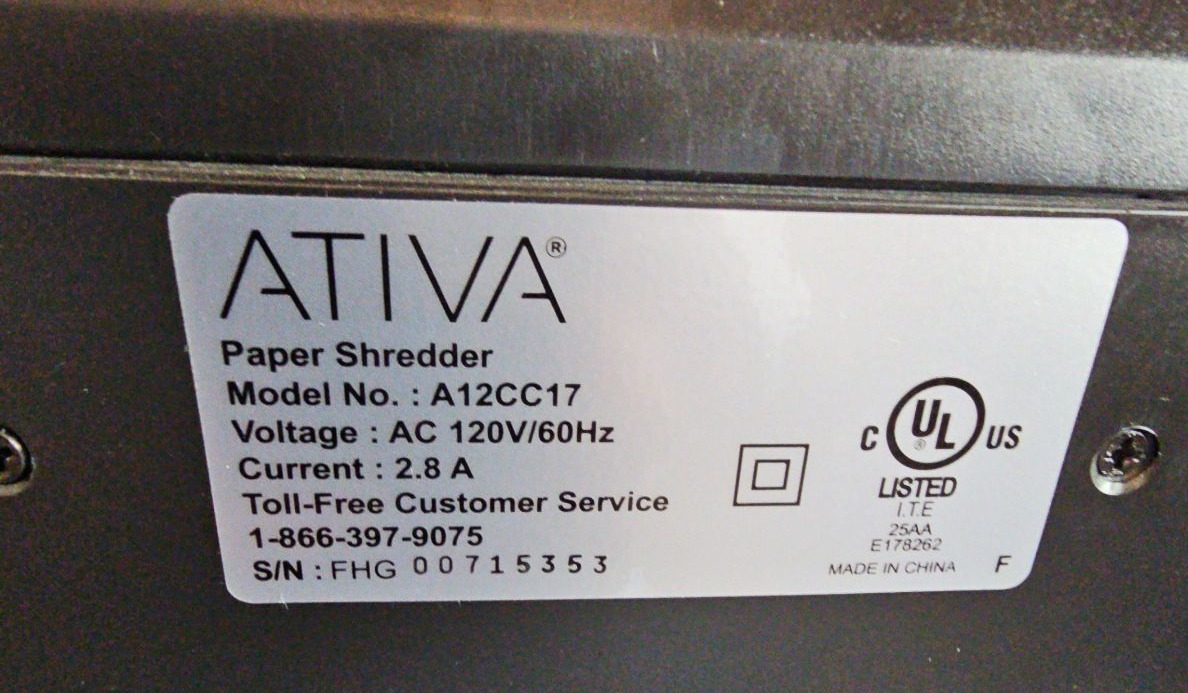 ATIVA®
Paper Shredder
Model No. : A12CC17
Voltage : AC 120V/60Hz
Current : 2.8 A
Toll-Free Customer Service
1-866-397-9075
S/N : FHG 00715353
C UL ® US
LISTED
I.T.E
25AA
E178262
MADE IN CHINA F